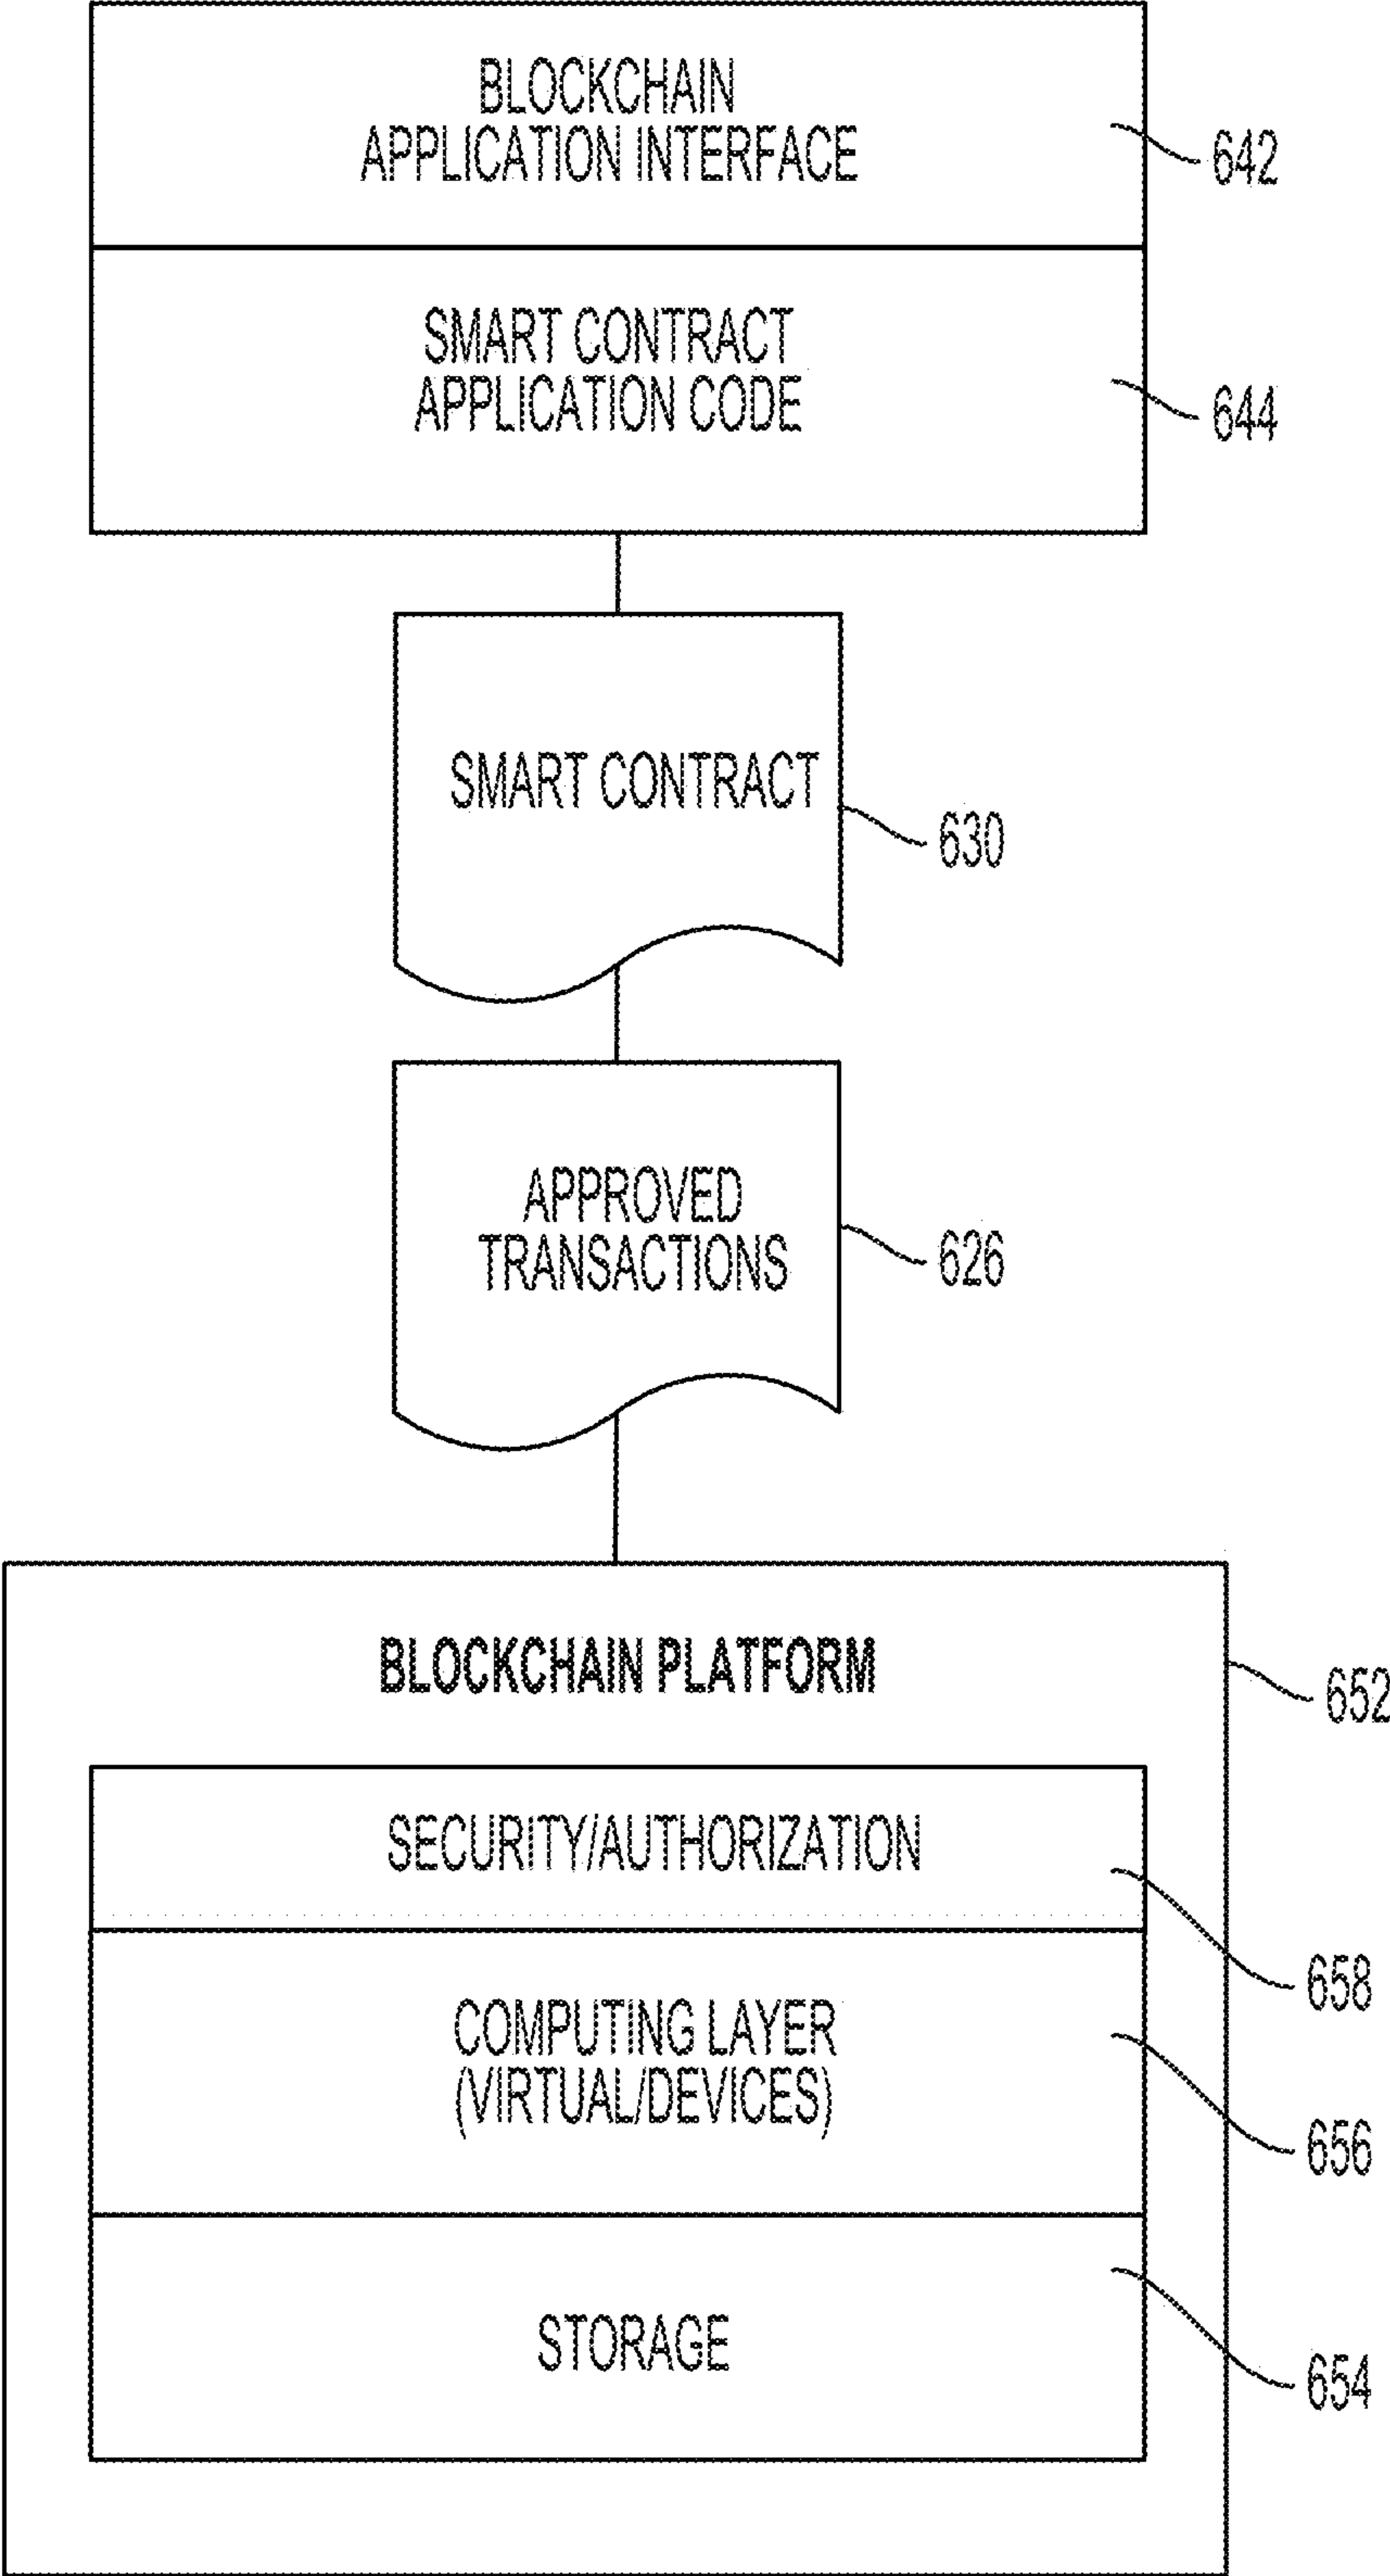 BLOCKCHAIN
APPLICATION INTERFACE
642
SMART CONTRACT
APPLICATION CODE
644
SMART CONTRACT
630
APPROVED
TRANSACTIONS
626
BLOCKCHAIN PLATFORM
652
SECURITY/AUTHORIZATION
658
COMPUTING LAYER
(VIRTUAL/DEVICES)
656
STORAGE
654